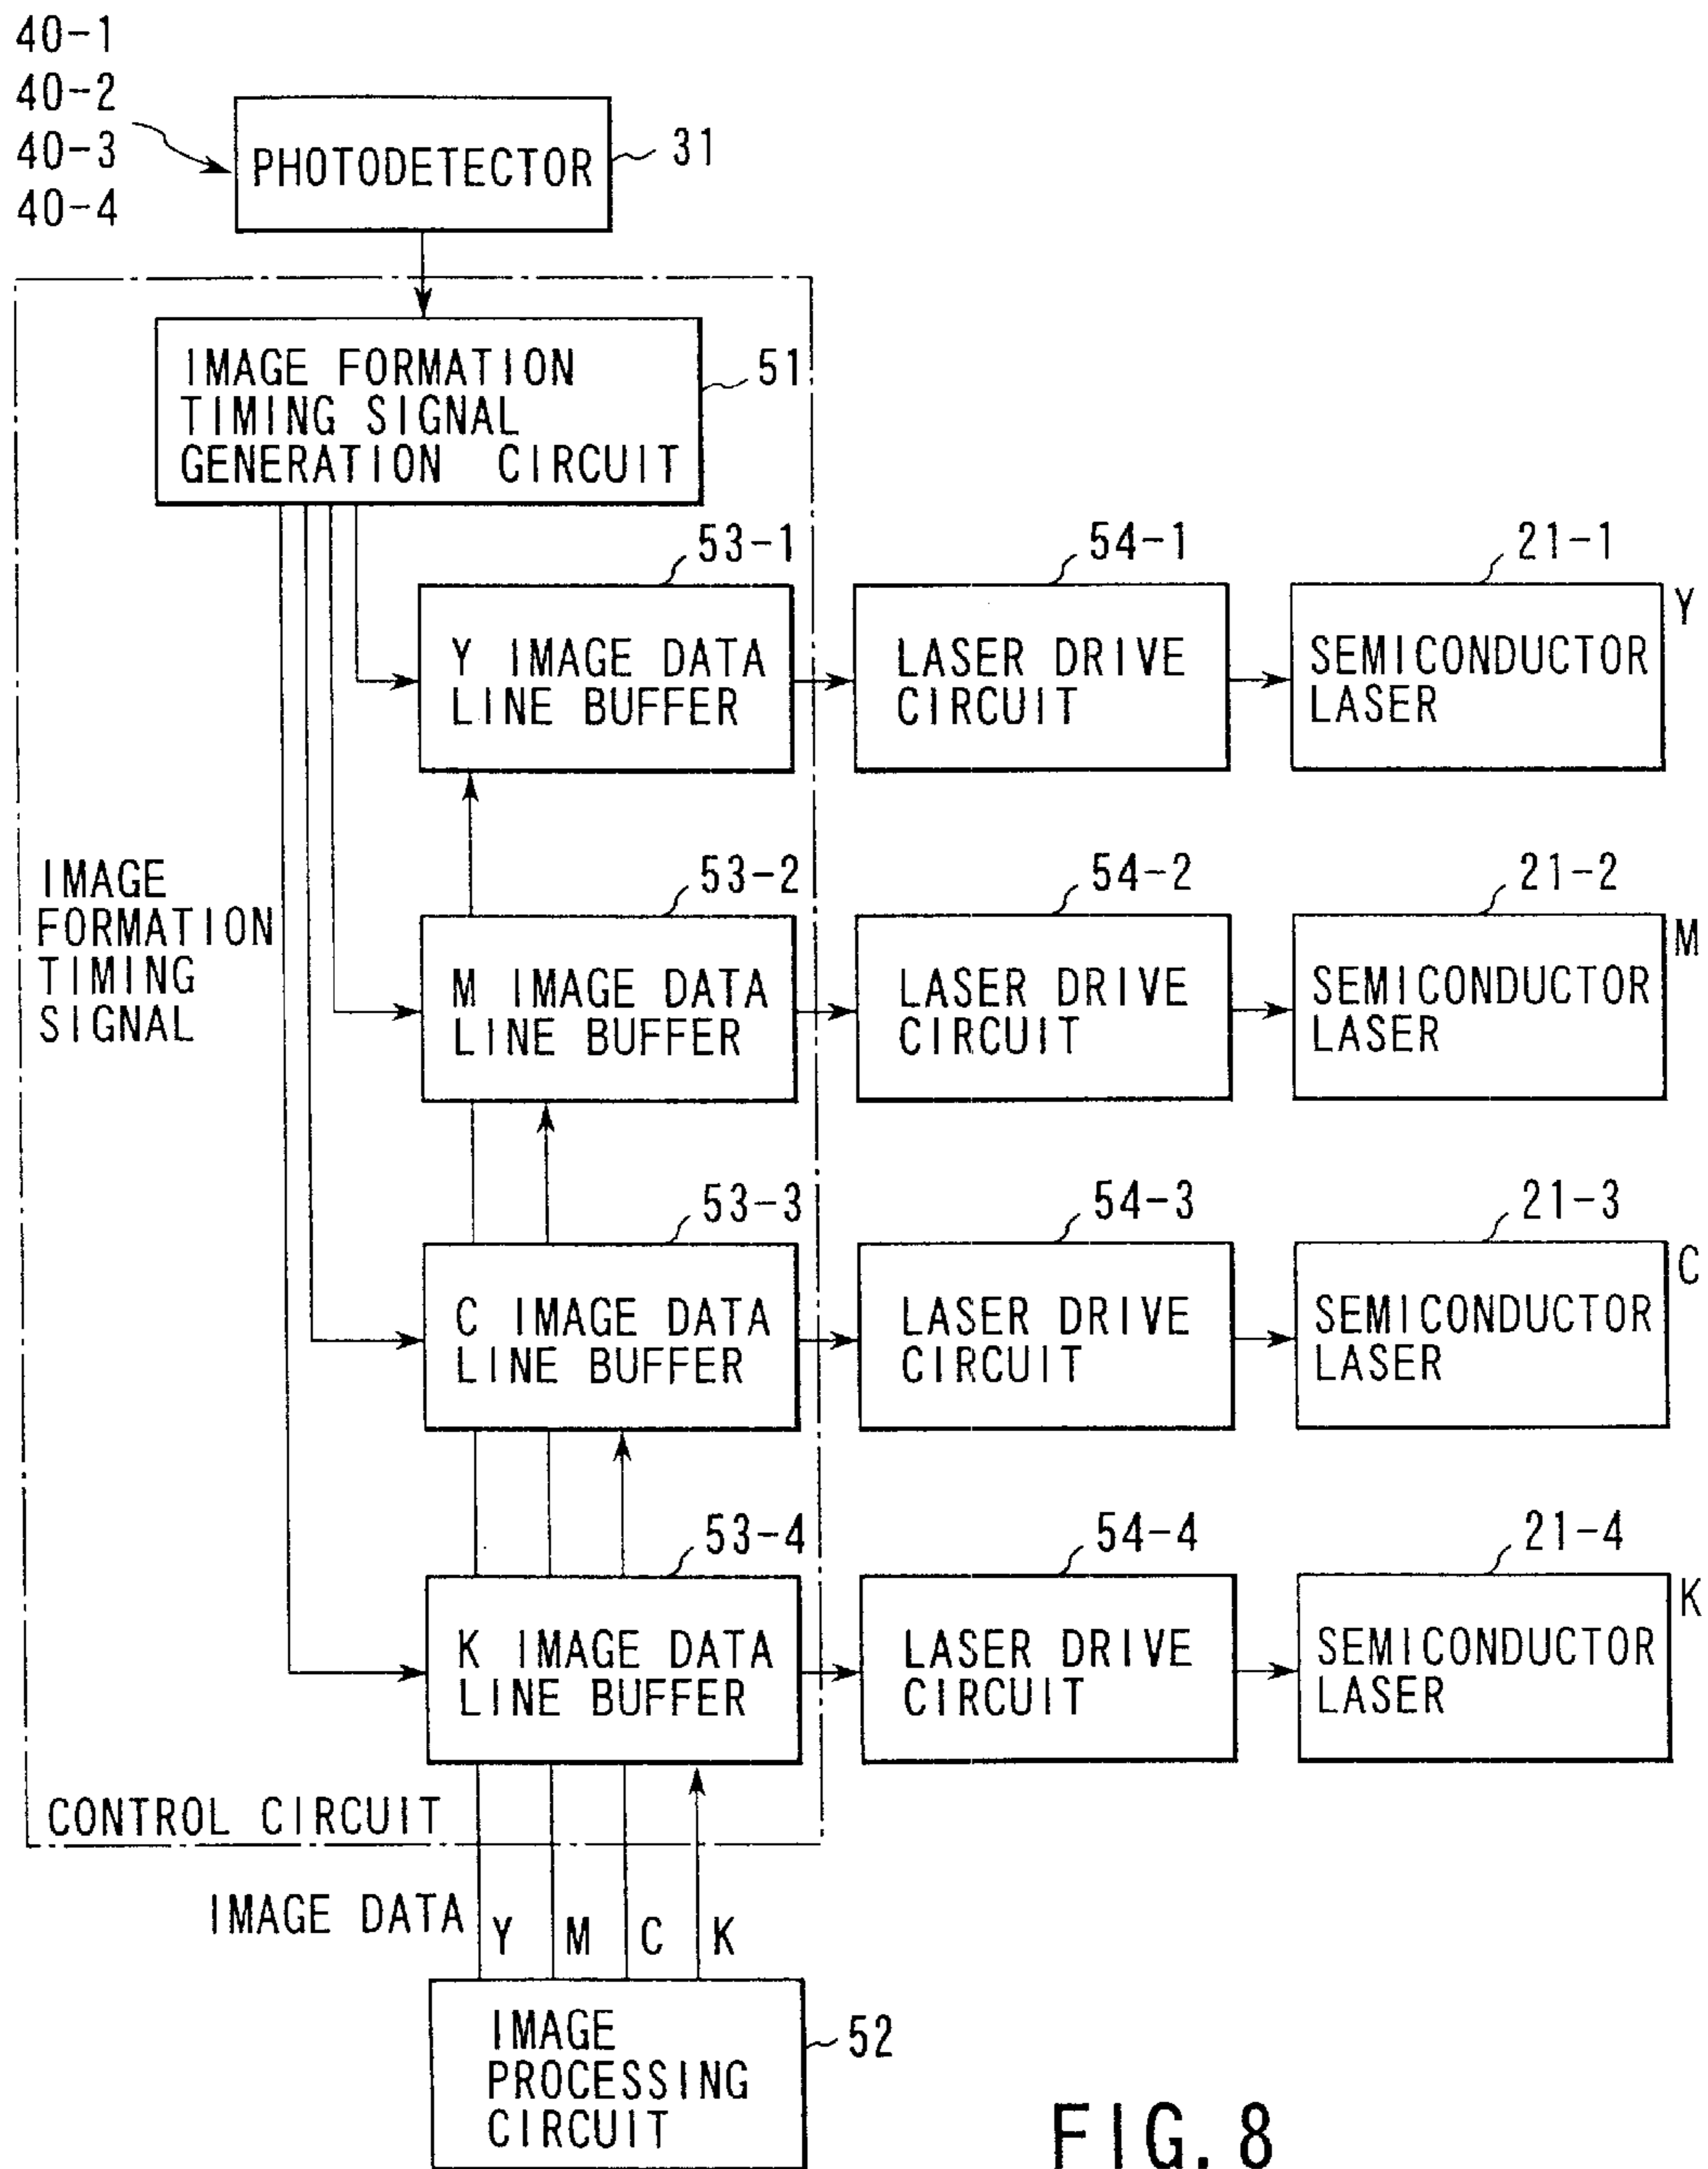 40-1
40-2
40-3
40-4
PHOTODETECTOR
31
IMAGE FORMATION
TIMING SIGNAL
GENERATION CIRCUIT
51
53-1
54-1
21-1
Y
Y IMAGE DATA
LINE BUFFER
LASER DRIVE
CIRCUIT
SEMICONDUCTOR
LASER
IMAGE
FORMATION
TIMING
SIGNAL
53-2
54-2
21-2
M
M IMAGE DATA
LINE BUFFER
LASER DRIVE
CIRCUIT
SEMICONDUCTOR
LASER
53-3
54-3
21-3
C
C IMAGE DATA
LINE BUFFER
LASER DRIVE
CIRCUIT
SEMICONDUCTOR
LASER
53-4
54-4
21-4
K
K IMAGE DATA
LINE BUFFER
LASER DRIVE
CIRCUIT
SEMICONDUCTOR
LASER
CONTROL CIRCUIT
IMAGE DATA
Y
M
C
K
IMAGE
PROCESSING
CIRCUIT
52
FIG. 8